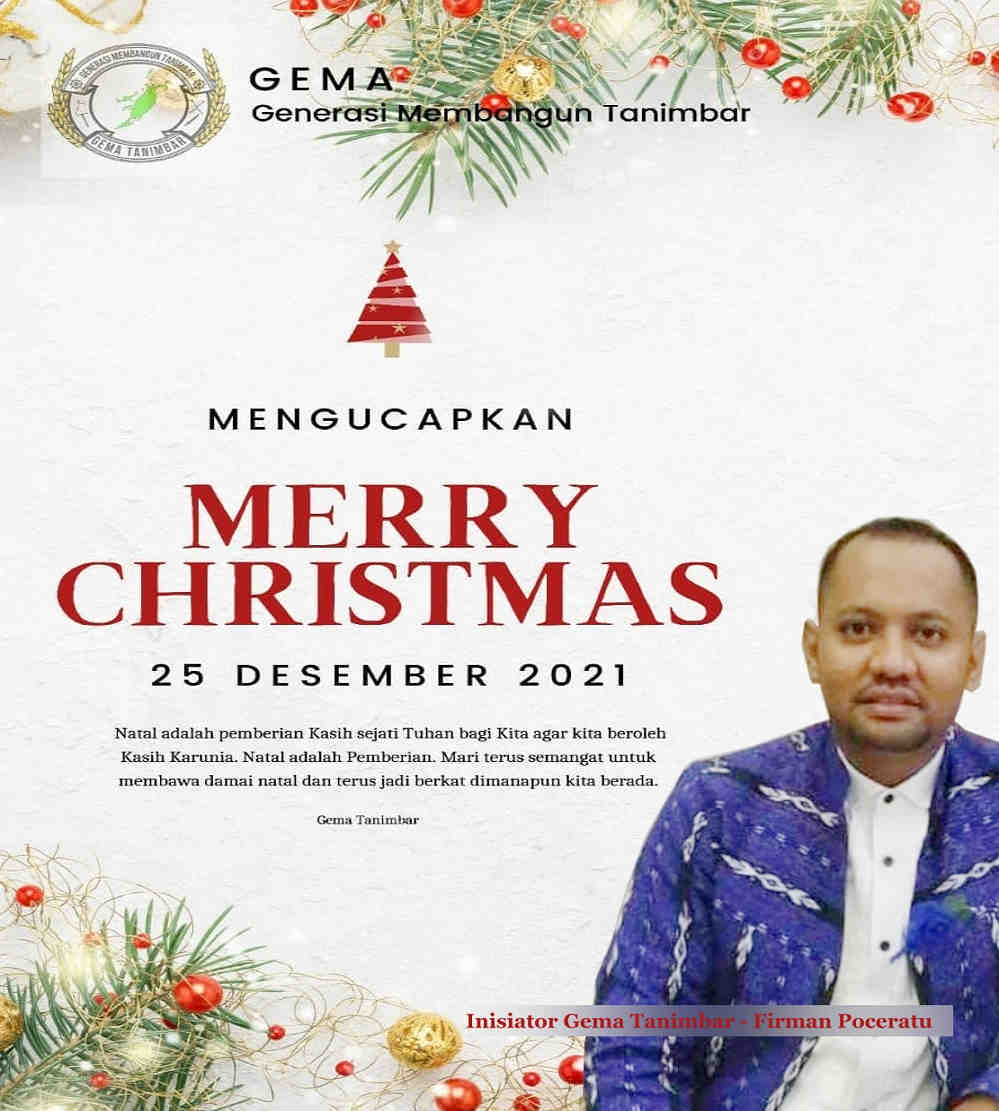 GENERASI MEMBANGUN TANIMBAR
GEMA TANIMBAR
GEMA
Generasi Membangun Tanimbar
MENGUCAPKAN
MERRY
CHRISTMAS
25 DESEMBER 2021
Natal adalah pemberian Kasih sejati Tuhan bagi Kita agar kita beroleh
Kasih Karunia. Natal adalah Pemberian. Mari terus semangat untuk
membawa damai natal dan terus jadi berkat dimanapun kita berada.
Gema Tanimbar
Inisiator Gema Tanimbar - Firman Poceratu